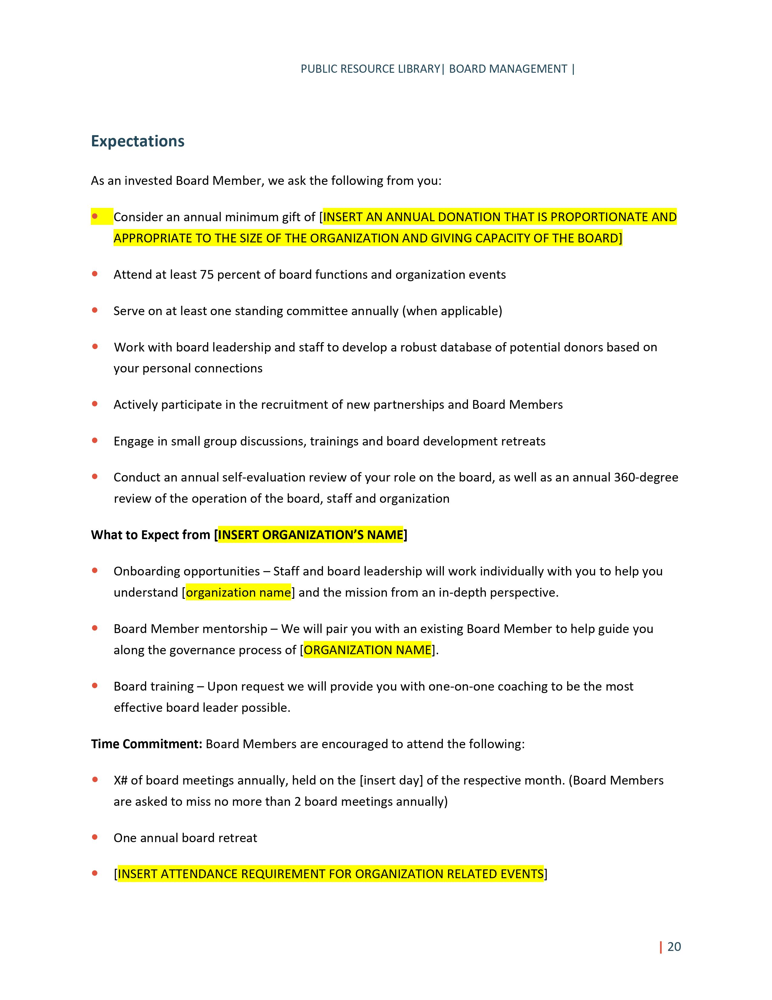 PUBLIC RESOURCE LIBRARY| BOARD MANAGEMENT |
Expectations
As an invested Board Member, we ask the following from you:
• Consider an annual minimum gift of [INSERT AN ANNUAL DONATION THAT IS PROPORTIONATE AND
APPROPRIATE TO THE SIZE OF THE ORGANIZATION AND GIVING CAPACITY OF THE BOARD]
• Attend at least 75 percent of board functions and organization events
• Serve on at least one standing committee annually (when applicable)
• Work with board leadership and staff to develop a robust database of potential donors based on
your personal connections
• Actively participate in the recruitment of new partnerships and Board Members
• Engage in small group discussions, trainings and board development retreats
• Conduct an annual self-evaluation review of your role on the board, as well as an annual 360-degree
review of the operation of the board, staff and organization
What to Expect from [INSERT ORGANIZATION’S NAME]
• Onboarding opportunities – Staff and board leadership will work individually with you to help you
understand [organization name] and the mission from an in-depth perspective.
• Board Member mentorship – We will pair you with an existing Board Member to help guide you
along the governance process of [ORGANIZATION NAME].
• Board training – Upon request we will provide you with one-on-one coaching to be the most
effective board leader possible.
Time Commitment: Board Members are encouraged to attend the following:
• X# of board meetings annually, held on the [insert day] of the respective month. (Board Members
are asked to miss no more than 2 board meetings annually)
• One annual board retreat
• [INSERT ATTENDANCE REQUIREMENT FOR ORGANIZATION RELATED EVENTS]
| 20